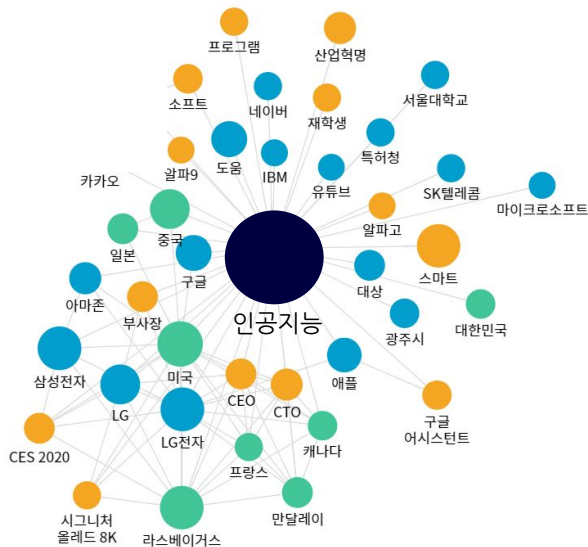 프로그램
산업혁명
소프트
네이버
재학생
서울대학교
알파9
도움
IBM
유튜브
특허청
SK텔레콤
마이크로소프트
카카오
중국
알파고
일본
구글
대상
스마트
아마존
부사장
인공지능
광주시
대한민국
삼성전자
LG
미국
CEO
CTO
애플
구글
어시스턴트
CES 2020
LG전자
프랑스
캐나다
시그니처
올레드 8K
라스베이거스
만달레이